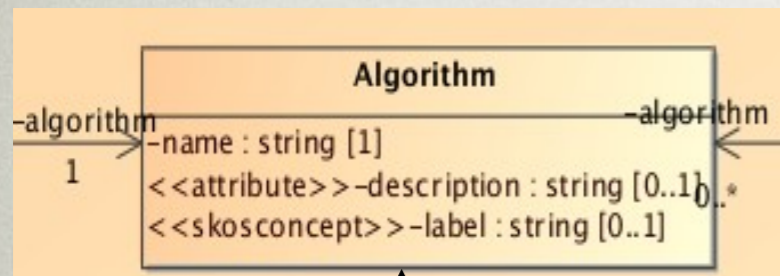 Algorithm
-algorithm
-algorithm
-name : string [1]
1
<<attribute>>-description : string [0..1]
0..*
<<skosconcept>>-label : string [0..1]